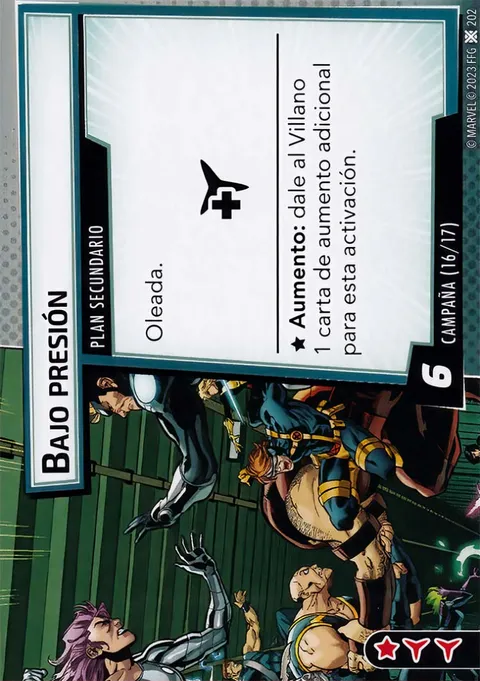 BAJO PRESIÓN
PLAN SECUNDARIO
Oleada.
★ Aumento: dale al Villano
1 carta de aumento adicional
para esta activación.
6
CAMPAÑA (16/17)
© MARVEL © 2023 FFG 202